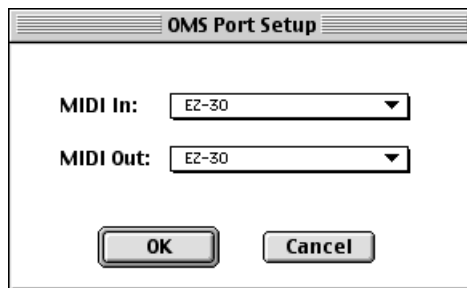 OMS Port Setup
MIDI In: EZ-30
MIDI Out: EZ-30
OK Cancel